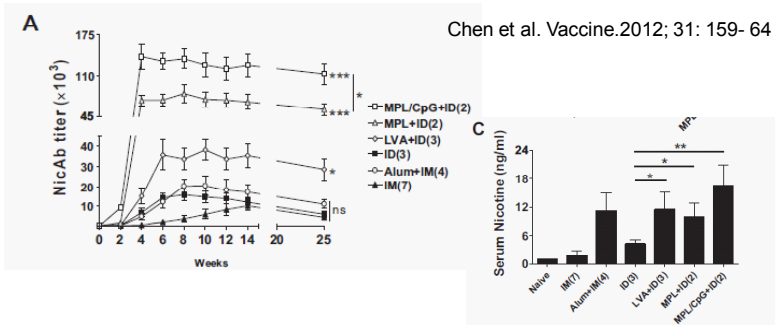 A
Chen et al. Vaccine.2012; 31: 159- 64
NicAb titer (×10³)
175
110
45
40
30
20
10
0 2 4 6 8 10 12 14 20 25
Weeks
***
*
***
*
ns
MPL/CpG+ID(2)
MPL+ID(2)
LVA+ID(3)
ID(3)
Alum+IM(4)
IM(7)
C
Serum Nicotine (ng/ml)
24
18
12
6
0
**
*
*
Naive
IM(7)
Alum+IM(4)
ID(3)
LVA+ID(3)
MPL+ID(2)
MPL/CpG+ID(2)